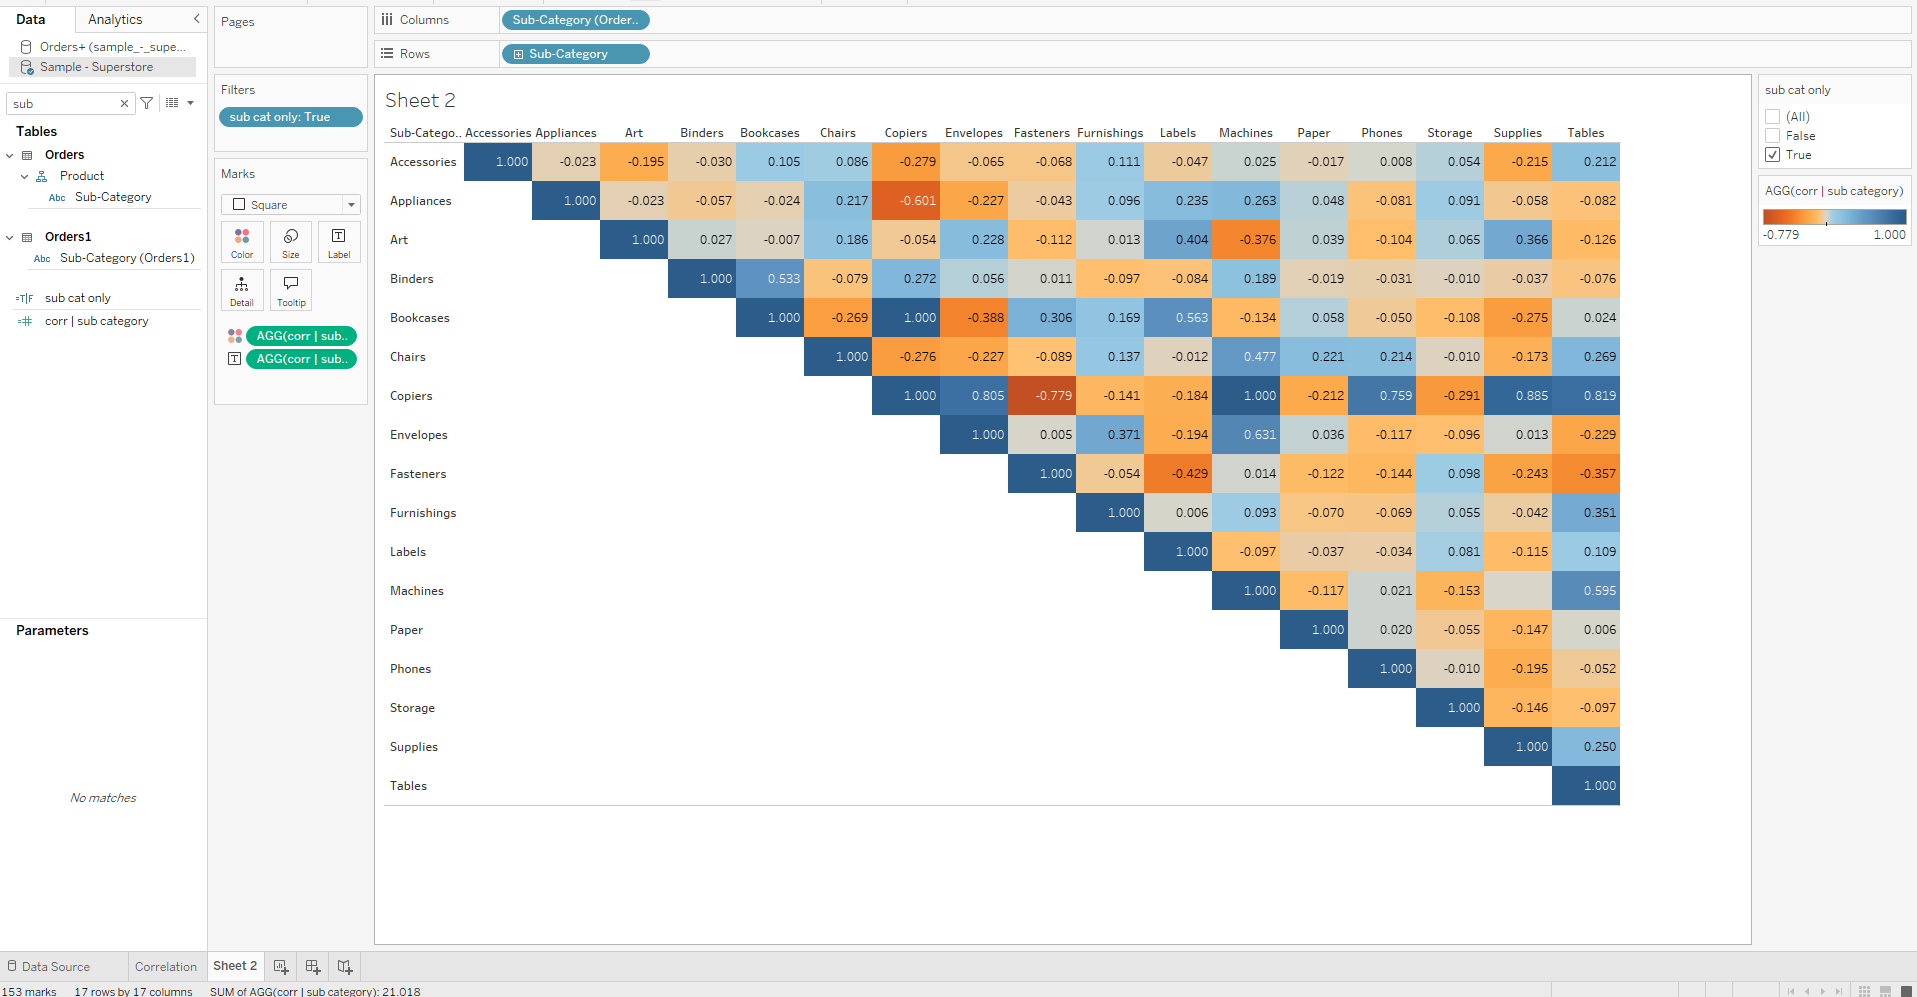 Data
Analytics
Orders+ (sample_-_supe...
Sample - Superstore
sub
Tables
Orders
Product
Abc Sub-Category
Orders1
Abc Sub-Category (Orders1)
=T|F sub cat only
=# corr | sub category
Parameters
No matches
Pages
Filters
sub cat only: True
Marks
Square
Color Size Label
Detail Tooltip
AGG(corr | sub..
AGG(corr | sub..
Columns Sub-Category (Order..
Rows Sub-Category
Sheet 2
Sub-Catego.. Accessories Appliances Art Binders Bookcases Chairs Copiers Envelopes Fasteners Furnishings Labels Machines Paper Phones Storage Supplies Tables
Accessories 1.000 -0.023 -0.195 -0.030 0.105 0.086 -0.279 -0.065 -0.068 0.111 -0.047 0.025 -0.017 0.008 0.054 -0.215 0.212
Appliances 1.000 -0.023 -0.057 -0.024 0.217 -0.601 -0.227 -0.043 0.096 0.235 0.263 0.048 -0.081 0.091 -0.058 -0.082
Art 1.000 0.027 -0.007 0.186 -0.054 0.228 -0.112 0.013 0.404 -0.376 0.039 -0.104 0.065 0.366 -0.126
Binders 1.000 0.533 -0.079 0.272 0.056 0.011 -0.097 -0.084 0.189 -0.019 -0.031 -0.010 -0.037 -0.076
Bookcases 1.000 -0.269 1.000 -0.388 0.306 0.169 0.563 -0.134 0.058 -0.050 -0.108 -0.275 0.024
Chairs 1.000 -0.276 -0.227 -0.089 0.137 -0.012 0.477 0.221 0.214 -0.010 -0.173 0.269
Copiers 1.000 0.805 -0.779 -0.141 -0.184 1.000 -0.212 0.759 -0.291 0.885 0.819
Envelopes 1.000 0.005 0.371 -0.194 0.631 0.036 -0.117 -0.096 0.013 -0.229
Fasteners 1.000 -0.054 -0.429 0.014 -0.122 -0.144 0.098 -0.243 -0.357
Furnishings 1.000 0.006 0.093 -0.070 -0.069 0.055 -0.042 0.351
Labels 1.000 -0.097 -0.037 -0.034 0.081 -0.115 0.109
Machines 1.000 -0.117 0.021 -0.153 0.595
Paper 1.000 0.020 -0.055 -0.147 0.006
Phones 1.000 -0.010 -0.195 -0.052
Storage 1.000 -0.146 -0.097
Supplies 1.000 0.250
Tables 1.000
sub cat only
(All)
False
True
AGG(corr | sub category)
-0.779 1.000
Data Source Correlation Sheet 2
153 marks 17 rows by 17 columns SUM of AGG(corr | sub category): 21.018